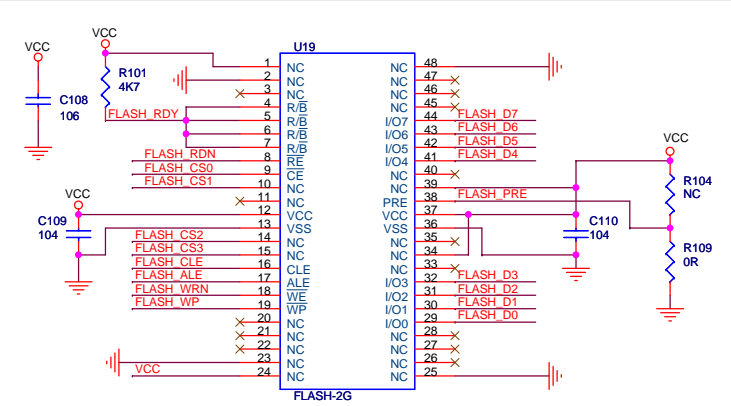 VCC
VCC
U19
1 NC NC 48
R101
4K7
2 NC NC 47
3 NC NC 46
C108
106
4 R/B NC 45
FLASH_RDY 5 R/B I/O7 44 FLASH_D7
6 R/B I/O6 43 FLASH_D6
7 R/B I/O5 42 FLASH_D5
FLASH_RDN 8 RE I/O4 41 FLASH_D4
VCC
FLASH_CS0 9 CE NC 40
FLASH_CS1 10 NC NC 39
R104
NC
11 NC PRE 38 FLASH_PRE
VCC
12 VCC VCC 37
C109
104
13 VSS VSS 36
C110
104
FLASH_CS2 14 NC NC 35
FLASH_CS3 15 NC NC 34
R109
0R
FLASH_CLE 16 CLE NC 33
FLASH_ALE 17 ALE I/O3 32 FLASH_D3
FLASH_WRN 18 WE I/O2 31 FLASH_D2
FLASH_WP 19 WP I/O1 30 FLASH_D1
20 NC I/O0 29 FLASH_D0
21 NC NC 28
22 NC NC 27
23 NC NC 26
VCC 24 NC NC 25
FLASH-2G